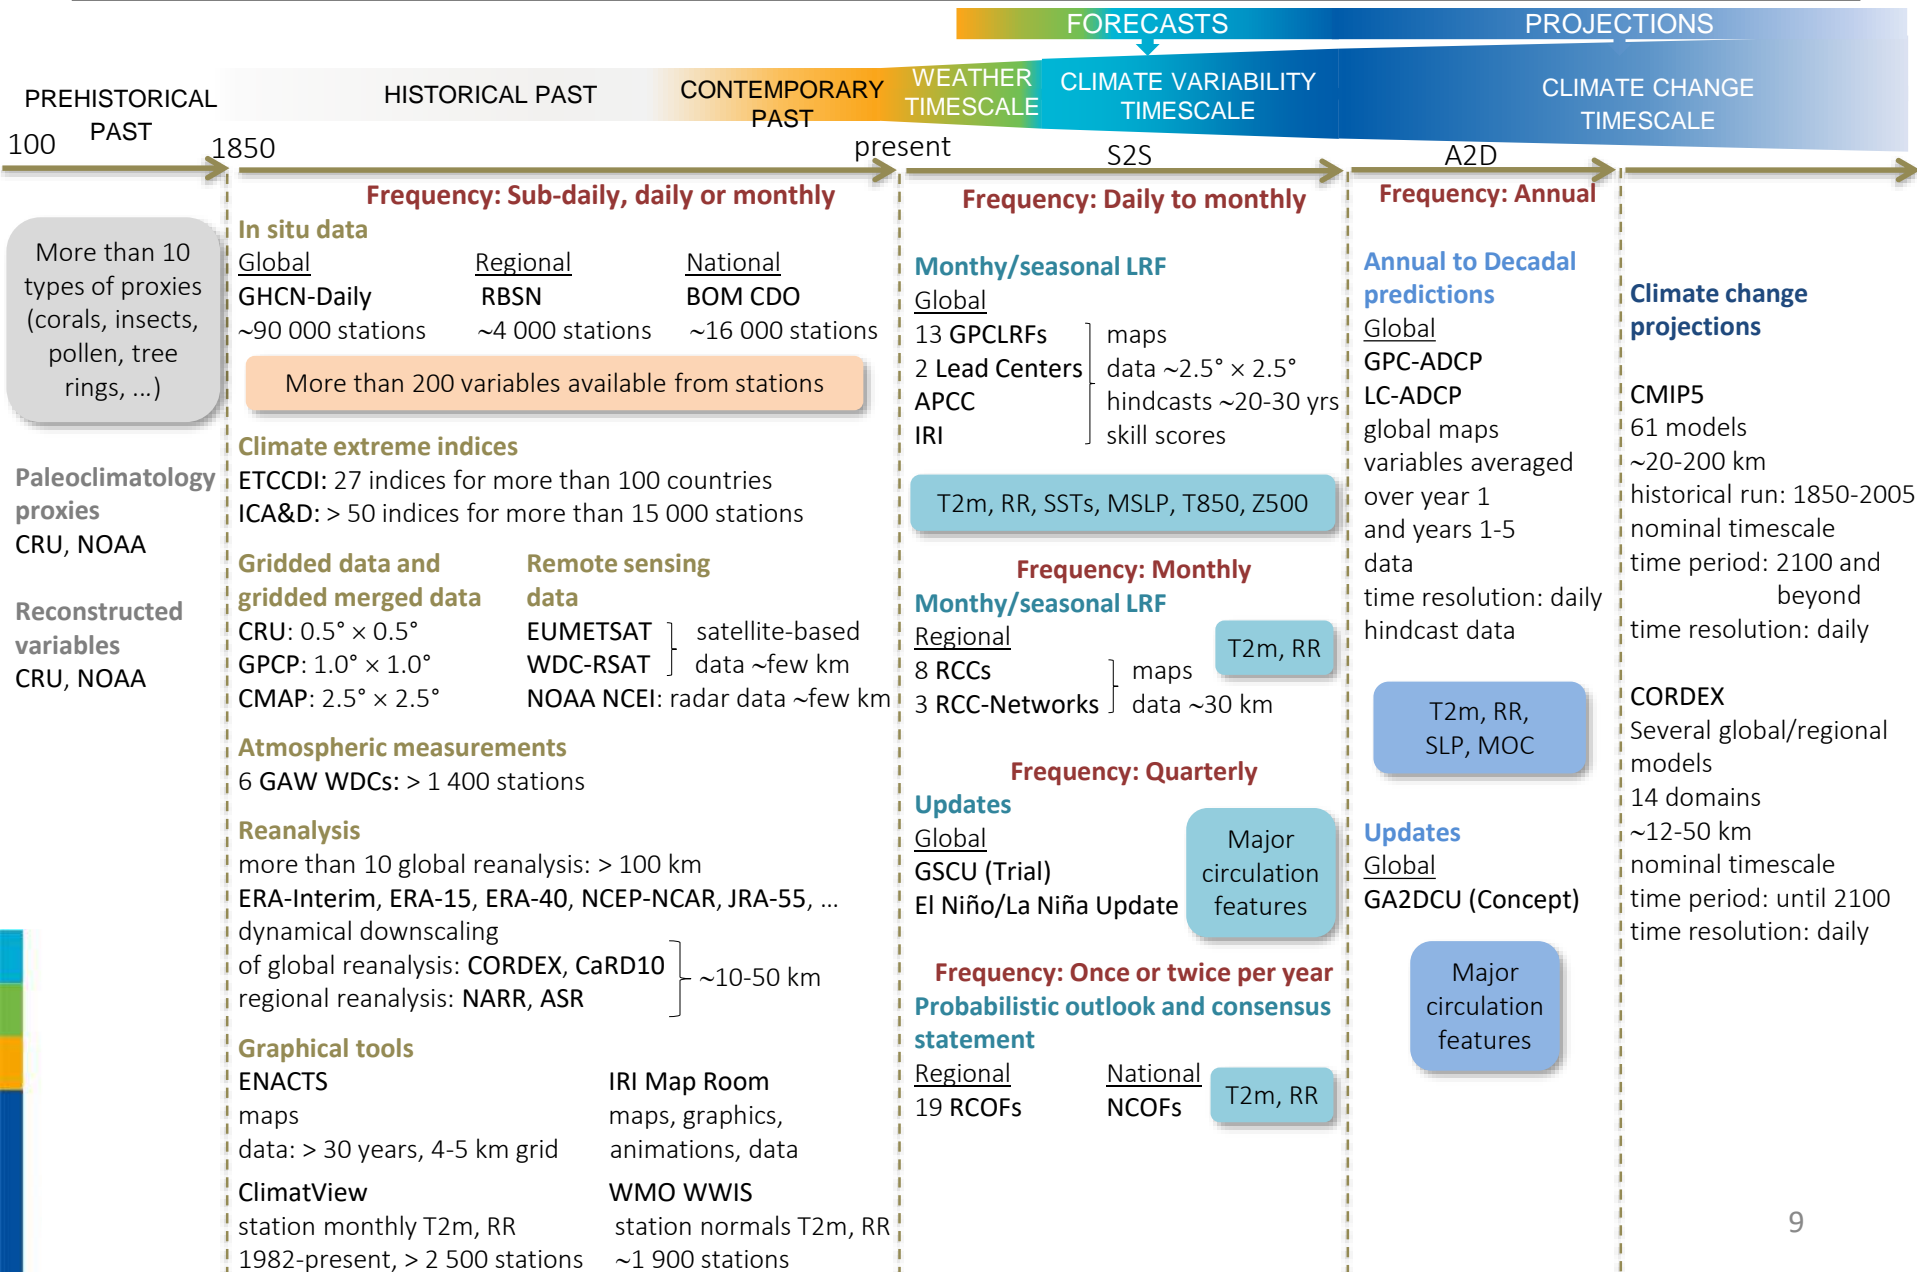 FORECASTS
PROJECTIONS
PREHISTORICAL
PAST
HISTORICAL PAST
CONTEMPORARY
PAST
WEATHER
TIMESCALE
CLIMATE VARIABILITY
TIMESCALE
CLIMATE CHANGE
TIMESCALE
100
1850
present
S2S
A2D
More than 10
types of proxies
(corals, insects,
pollen, tree
rings, ...)
Paleoclimatology
proxies
CRU, NOAA
Reconstructed
variables
CRU, NOAA
Frequency: Sub-daily, daily or monthly
In situ data
Global
GHCN-Daily
~90 000 stations
Regional
RBSN
~4 000 stations
National
BOM CDO
~16 000 stations
More than 200 variables available from stations
Climate extreme indices
ETCCDI: 27 indices for more than 100 countries
ICA&D: > 50 indices for more than 15 000 stations
Gridded data and
gridded merged data
CRU: 0.5° × 0.5°
GPCP: 1.0° × 1.0°
CMAP: 2.5° × 2.5°
Remote sensing
data
EUMETSAT
WDC-RSAT
satellite-based
data ~few km
NOAA NCEI: radar data ~few km
Atmospheric measurements
6 GAW WDCs: > 1 400 stations
Reanalysis
more than 10 global reanalysis: > 100 km
ERA-Interim, ERA-15, ERA-40, NCEP-NCAR, JRA-55, ...
dynamical downscaling
of global reanalysis: CORDEX, CaRD10
regional reanalysis: NARR, ASR
~10-50 km
Graphical tools
ENACTS
maps
data: > 30 years, 4-5 km grid
IRI Map Room
maps, graphics,
animations, data
ClimatView
station monthly T2m, RR
1982-present, > 2 500 stations
WMO WWIS
station normals T2m, RR
~1 900 stations
Frequency: Daily to monthly
Monthy/seasonal LRF
Global
13 GPCLRFs
2 Lead Centers
APCC
IRI
maps
data ~2.5° × 2.5°
hindcasts ~20-30 yrs
skill scores
T2m, RR, SSTs, MSLP, T850, Z500
Frequency: Monthly
Monthy/seasonal LRF
Regional
8 RCCs
3 RCC-Networks
maps
data ~30 km
T2m, RR
Frequency: Quarterly
Updates
Global
GSCU (Trial)
El Niño/La Niña Update
Major
circulation
features
Frequency: Once or twice per year
Probabilistic outlook and consensus
statement
Regional
19 RCOFs
National
NCOFs
T2m, RR
Frequency: Annual
Annual to Decadal
predictions
Global
GPC-ADCP
LC-ADCP
global maps
variables averaged
over year 1
and years 1-5
data
time resolution: daily
hindcast data
T2m, RR,
SLP, MOC
Updates
Global
GA2DCU (Concept)
Major
circulation
features
Climate change
projections
CMIP5
61 models
~20-200 km
historical run: 1850-2005
nominal timescale
time period: 2100 and
beyond
time resolution: daily
CORDEX
Several global/regional
models
14 domains
~12-50 km
nominal timescale
time period: until 2100
time resolution: daily
9